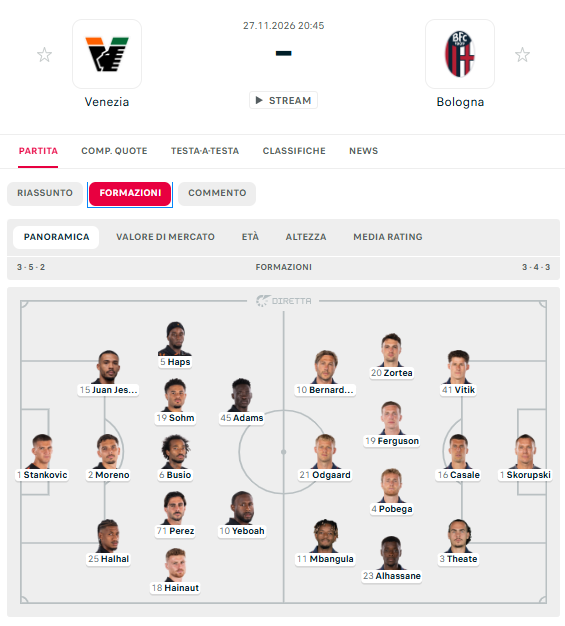 27.11.2026 20:45
-
BFC
1909
STREAM
Venezia
Bologna
PARTITA COMP. QUOTE TESTA-A-TESTA CLASSIFICHE NEWS
RIASSUNTO FORMAZIONI COMMENTO
PANORAMICA VALORE DI MERCATO ETÀ ALTEZZA MEDIA RATING
3 - 5 - 2 FORMAZIONI 3 - 4 - 3
DIRETTA
5 Haps
20 Zortea
15 Juan Jes...
10 Bernard...
41 Vitik
19 Sohm
45 Adams
19 Ferguson
1 Stankovic
2 Moreno
6 Busio
21 Odgaard
16 Casale
1 Skorupski
4 Pobega
71 Perez
10 Yeboah
25 Halhal
11 Mbangula
3 Theate
23 Alhassane
18 Hainaut